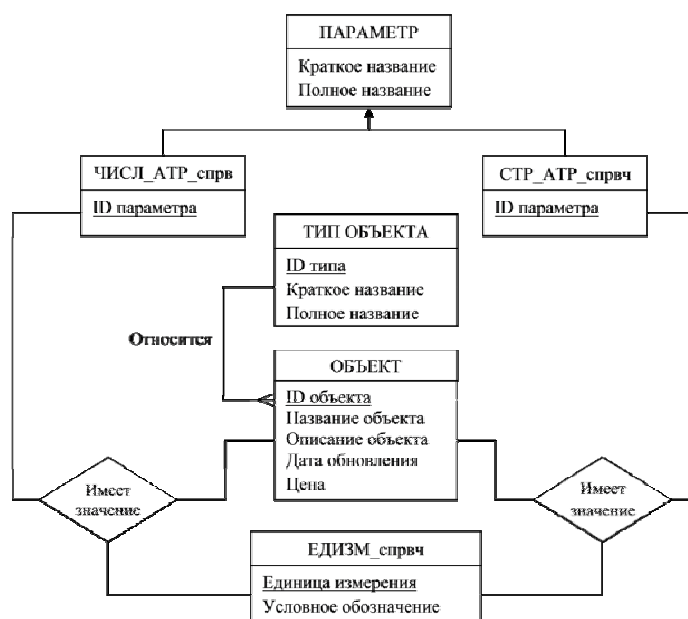 ПАРАМЕТР
Краткое название
Полное название
ЧИСЛ_АТР_спрв
ID параметра
СТР_АТР_спрвч
ID параметра
ТИП ОБЪЕКТА
ID типа
Краткое название
Полное название
Относится
ОБЪЕКТ
ID объекта
Название объекта
Описание объекта
Дата обновления
Цена
Имеет
значение
Имеет
значение
ЕДИЗМ_спрвч
Единица измерения
Условное обозначение